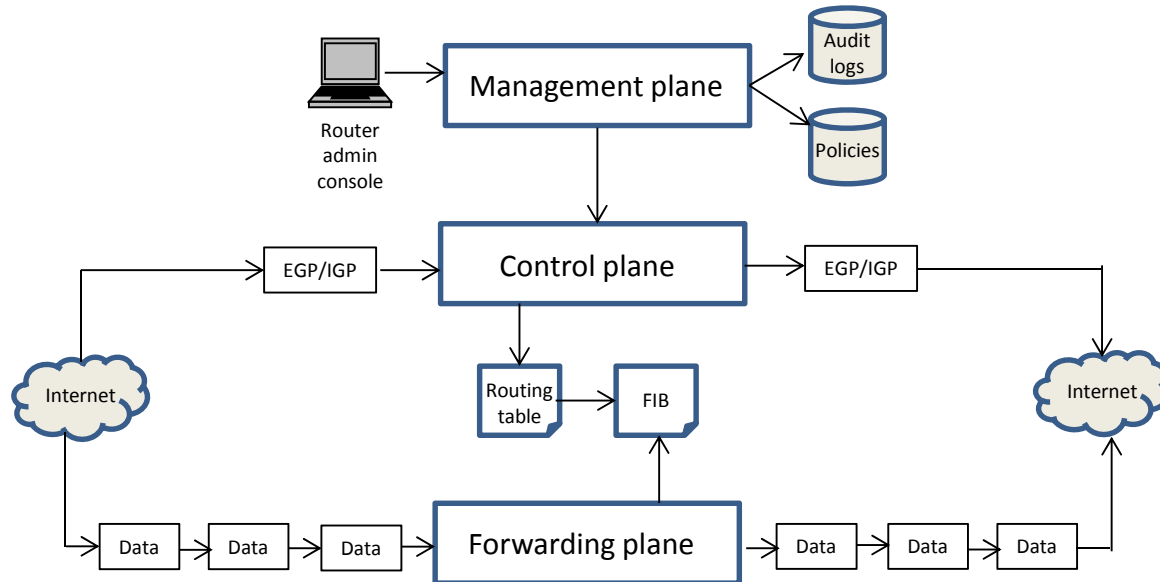 Management plane
Audit
logs
Policies
Router
admin
console
EGP/IGP
Control plane
EGP/IGP
Internet
Routing
table
FIB
Internet
Data
Data
Data
Forwarding plane
Data
Data
Data